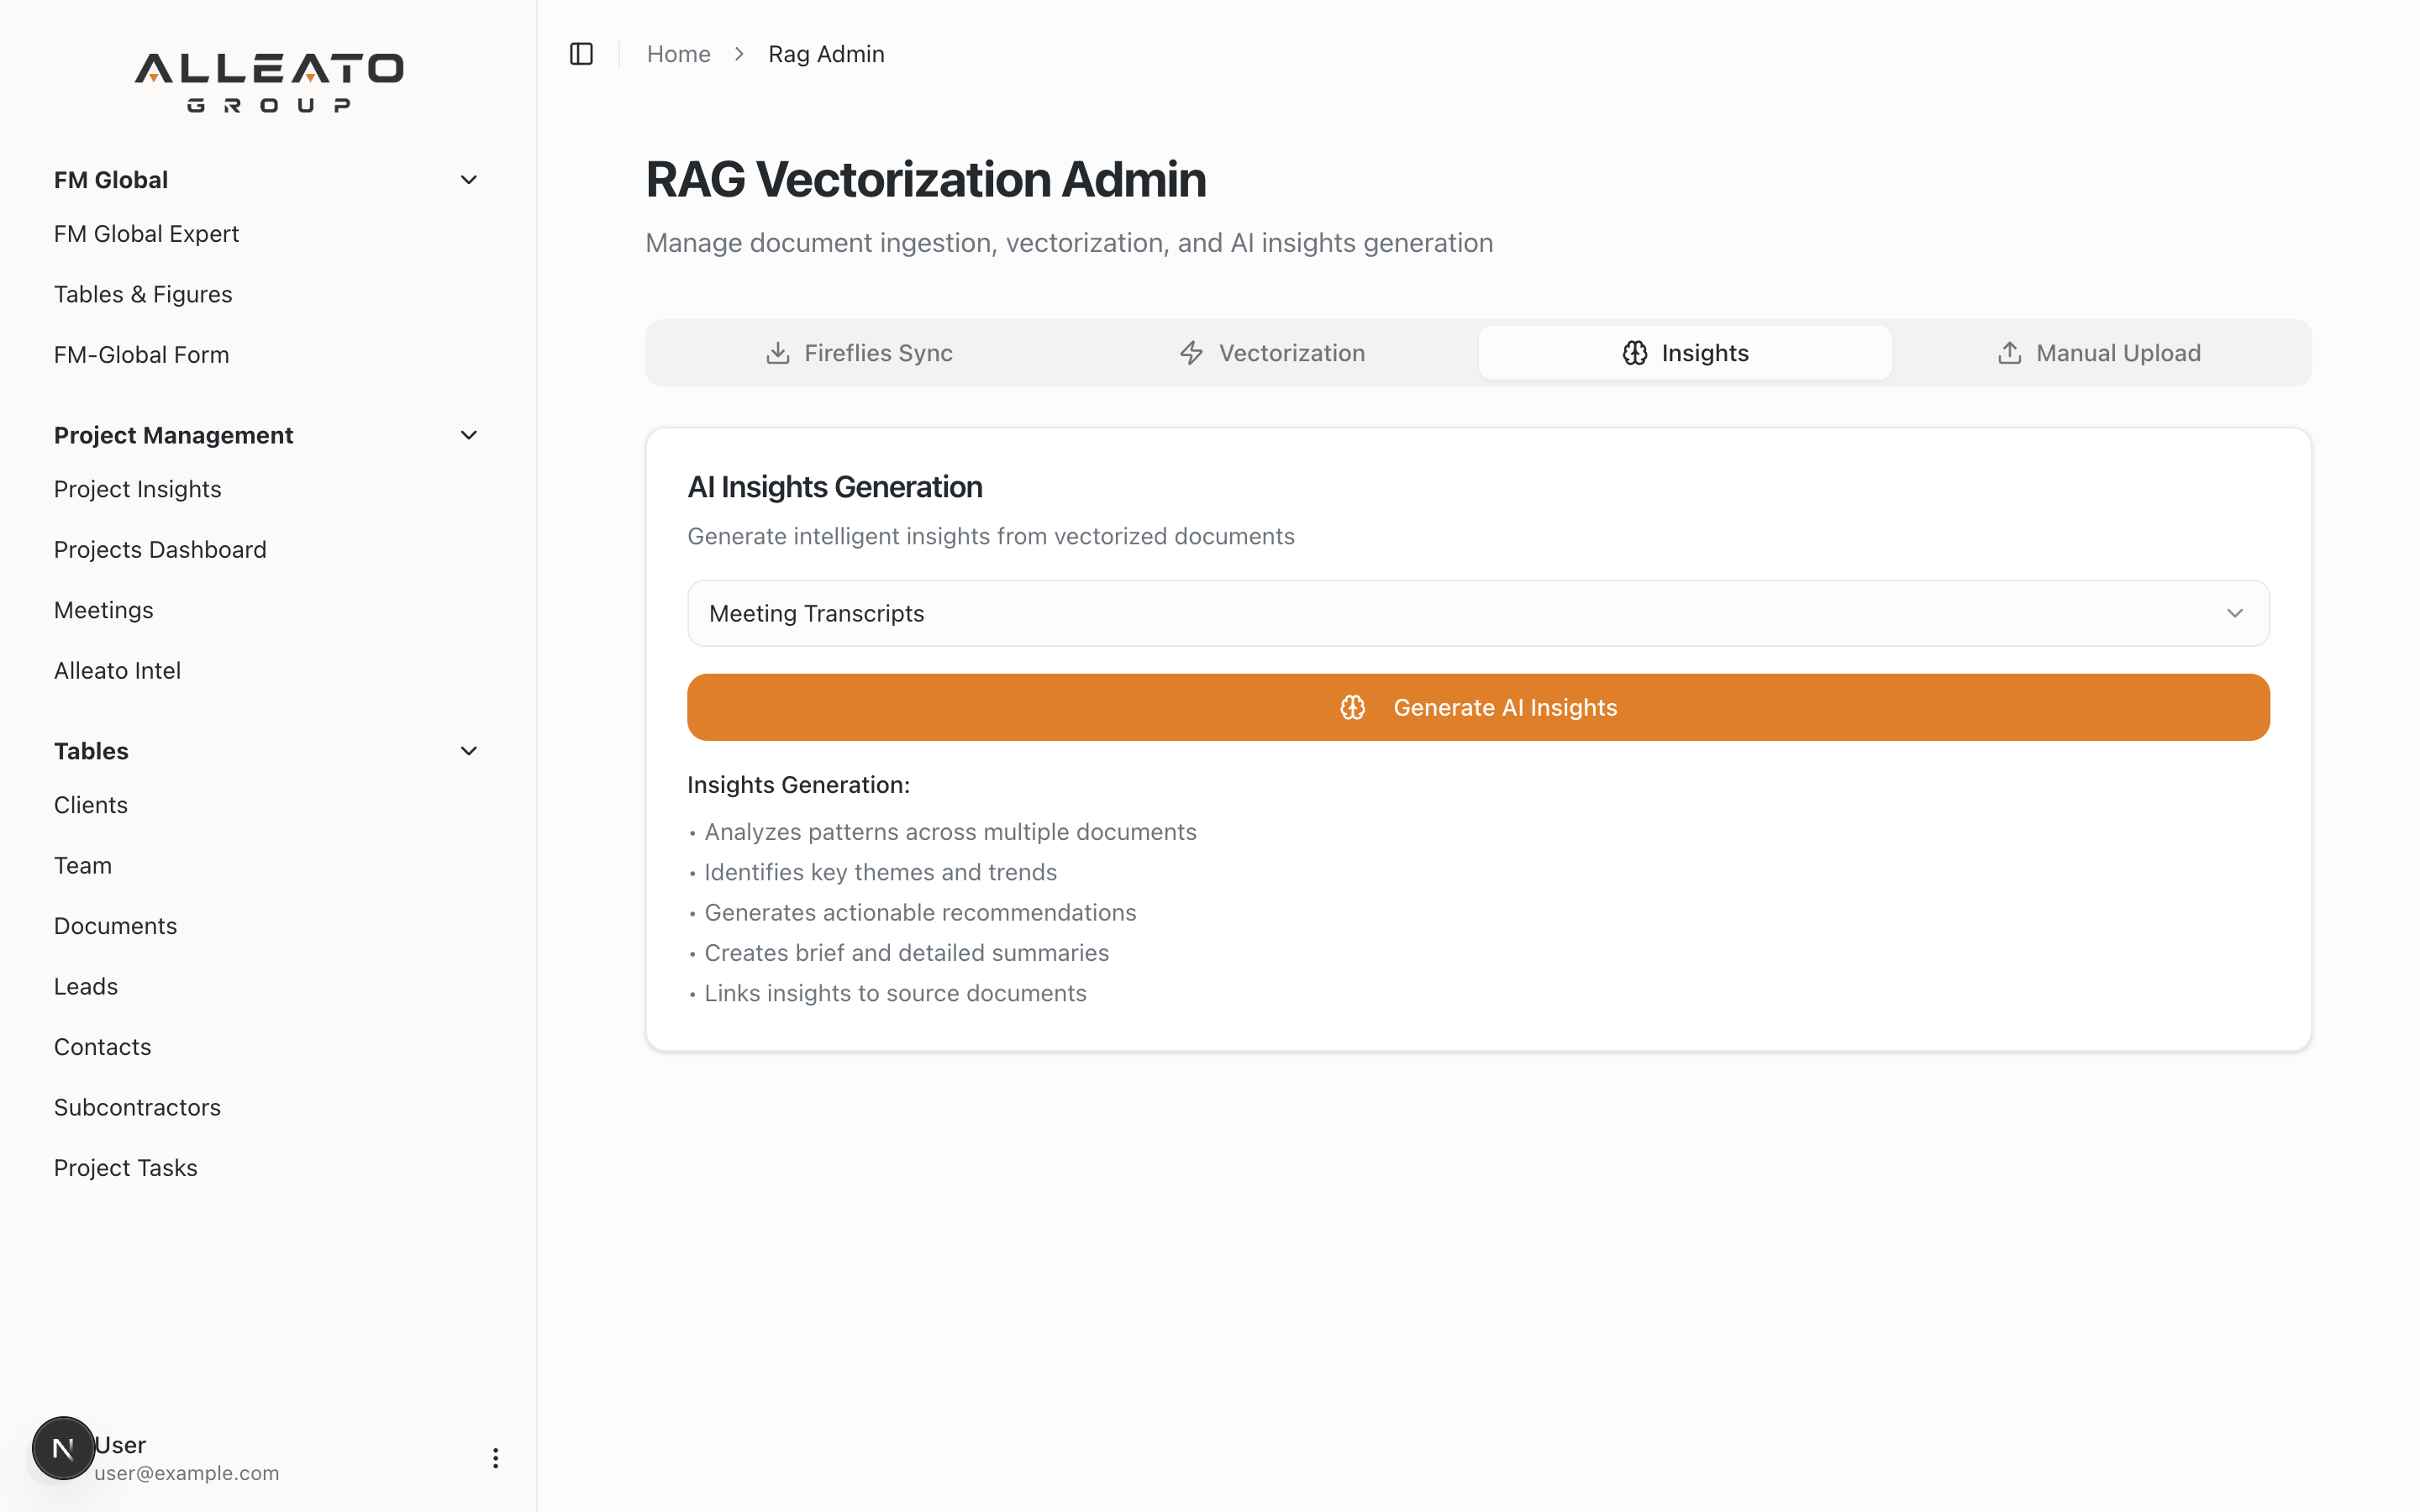 ALLEATO
GROUP
FM Global
FM Global Expert
Tables & Figures
FM-Global Form
Project Management
Project Insights
Projects Dashboard
Meetings
Alleato Intel
Tables
Clients
Team
Documents
Leads
Contacts
Subcontractors
Project Tasks
N
User
user@example.com
Home > Rag Admin
RAG Vectorization Admin
Manage document ingestion, vectorization, and AI insights generation
Fireflies Sync Vectorization Insights Manual Upload
AI Insights Generation
Generate intelligent insights from vectorized documents
Meeting Transcripts
Generate AI Insights
Insights Generation:
• Analyzes patterns across multiple documents
• Identifies key themes and trends
• Generates actionable recommendations
• Creates brief and detailed summaries
• Links insights to source documents